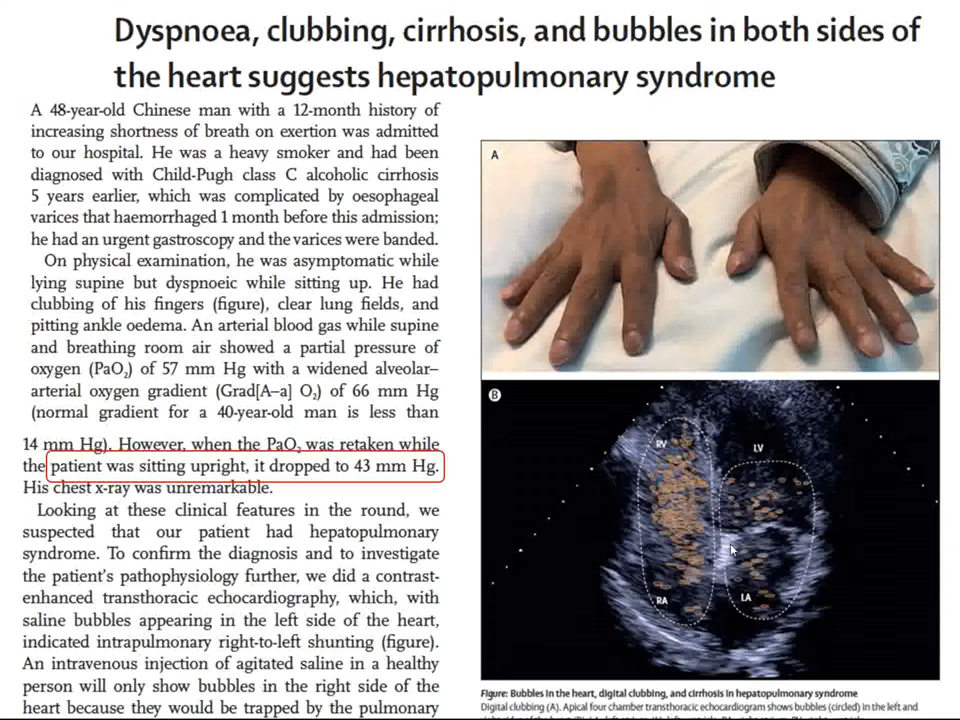 Dyspnoea, clubbing, cirrhosis, and bubbles in both sides of
the heart suggests hepatopulmonary syndrome
A 48-year-old Chinese man with a 12-month history of
increasing shortness of breath on exertion was admitted
to our hospital. He was a heavy smoker and had been
diagnosed with Child-Pugh class C alcoholic cirrhosis
5 years earlier, which was complicated by oesophageal
varices that haemorrhaged 1 month before this admission;
he had an urgent gastroscopy and the varices were banded.
On physical examination, he was asymptomatic while
lying supine but dyspnoeic while sitting up. He had
clubbing of his fingers (figure), clear lung fields, and
pitting ankle oedema. An arterial blood gas while supine
and breathing room air showed a partial pressure of
oxygen (PaO₂) of 57 mm Hg with a widened alveolar–
arterial oxygen gradient (Grad[A–a] O₂) of 66 mm Hg
(normal gradient for a 40-year-old man is less than
14 mm Hg). However, when the PaO₂ was retaken while
the patient was sitting upright, it dropped to 43 mm Hg.
His chest x-ray was unremarkable.
Looking at these clinical features in the round, we
suspected that our patient had hepatopulmonary
syndrome. To confirm the diagnosis and to investigate
the patient's pathophysiology further, we did a contrast-
enhanced transthoracic echocardiography, which, with
saline bubbles appearing in the left side of the heart,
indicated intrapulmonary right-to-left shunting (figure).
An intravenous injection of agitated saline in a healthy
person will only show bubbles in the right side of the
heart because they would be trapped by the pulmonary
A
B
RV
LV
RA
LA
Figure: Bubbles in the heart, digital clubbing, and cirrhosis in hepatopulmonary syndrome
Digital clubbing (A). Apical four chamber transthoracic echocardiogram shows bubbles (circled) in the left and